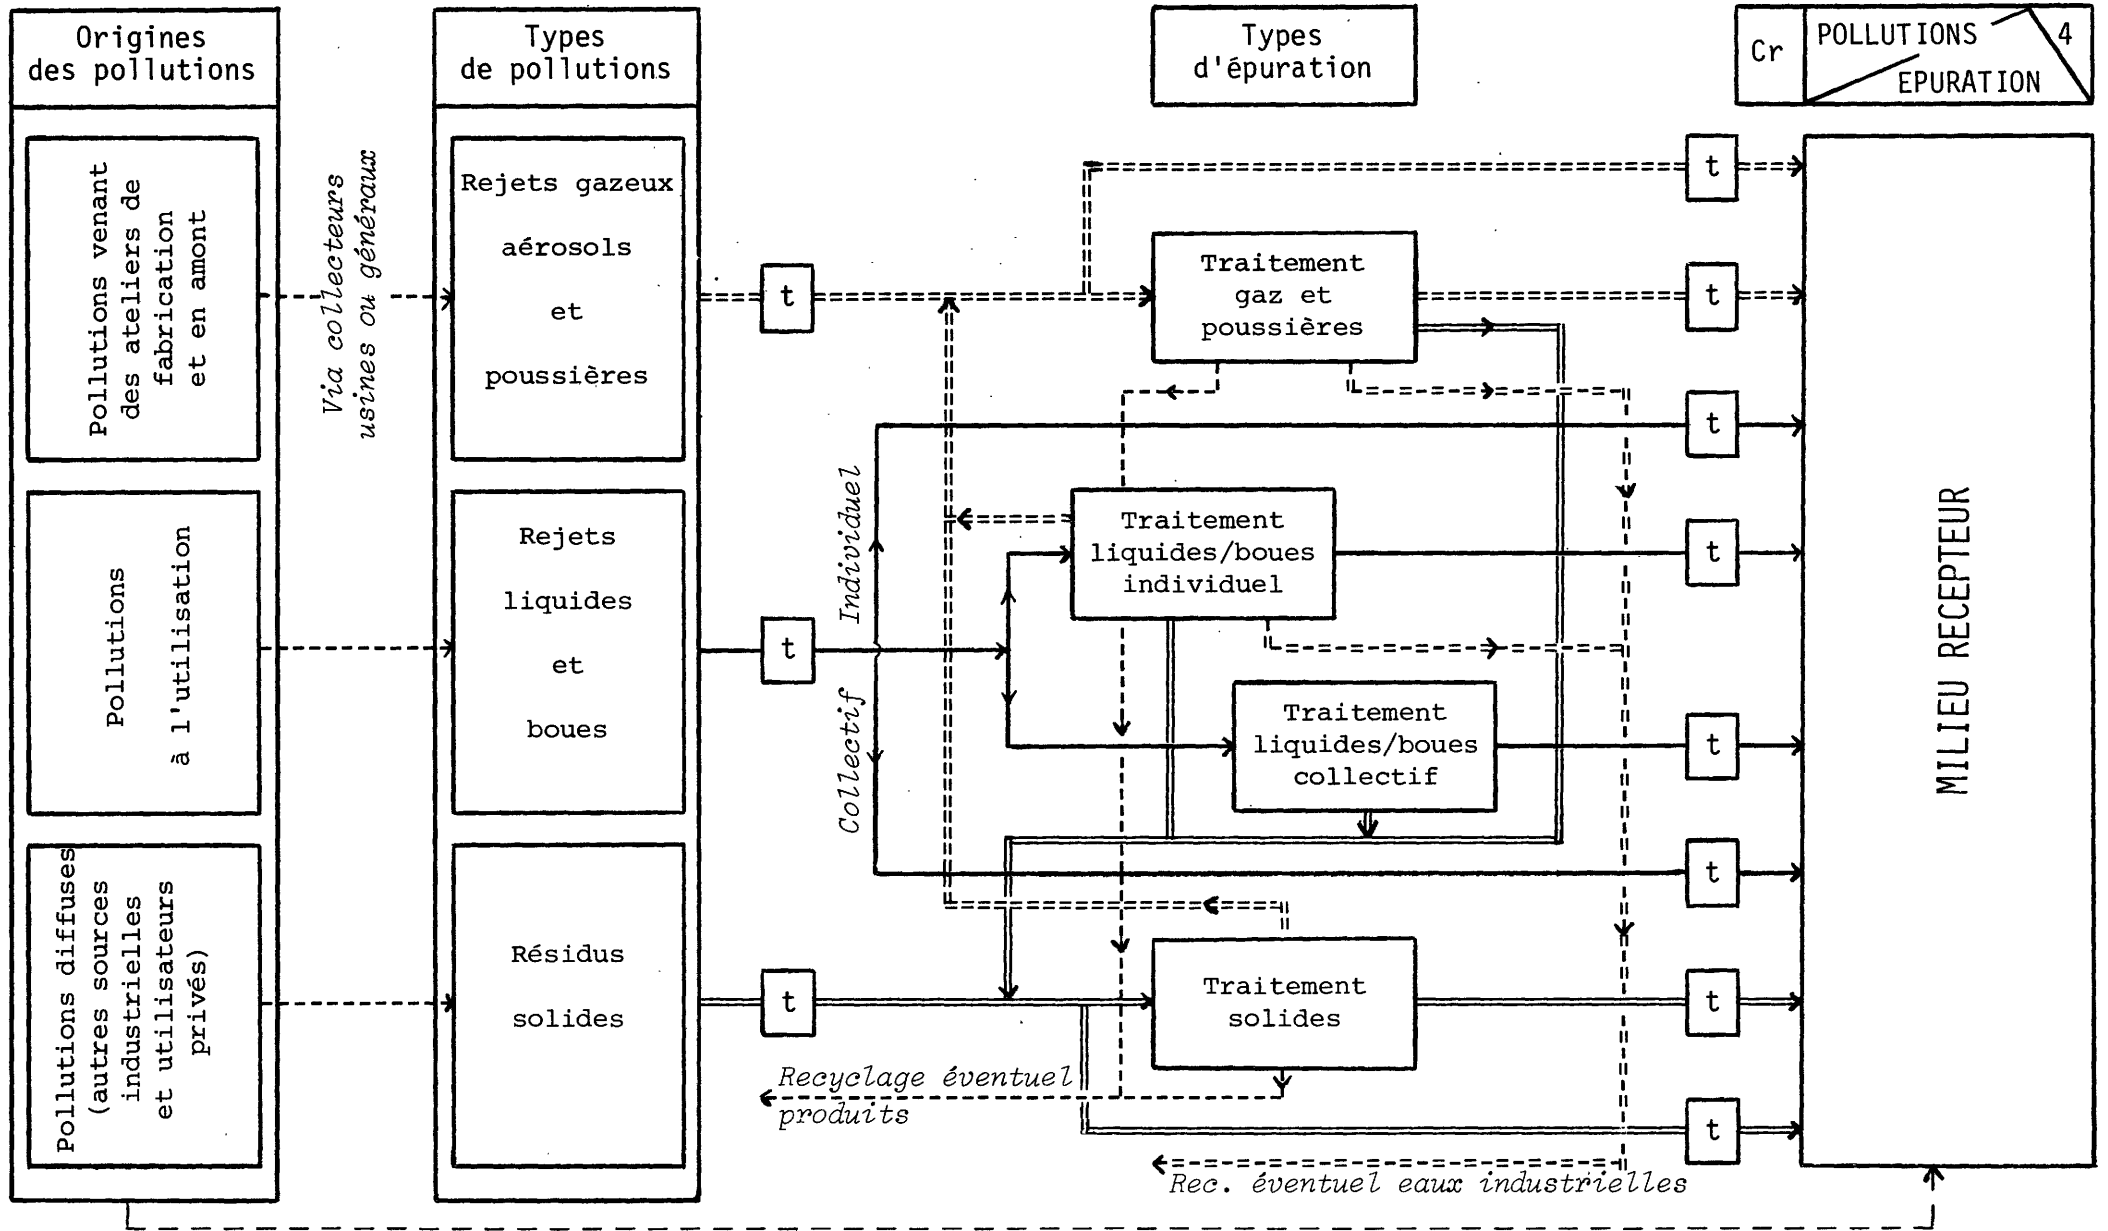 Origines
des pollutions
Types
de pollutions
Types
d'épuration
Cr
POLLUTIONS
4
EPURATION
Pollutions venant
des ateliers de
fabrication
et en amont
Via collecteurs
usines ou généraux
Rejets gazeux
aérosols
et
poussières
t
Traitement
gaz et
poussières
t
t
t
Pollutions
à l'utilisation
Rejets
liquides
et
boues
t
Individuel
Collectif
Traitement
liquides/boues
individuel
t
Traitement
liquides/boues
collectif
t
t
MILIEU RECEPTEUR
Pollutions diffuses
(autres sources
industrielles
et utilisateurs
privés)
Résidus
solides
t
Traitement
solides
t
Recyclage éventuel
produits
t
Rec. éventuel eaux industrielles